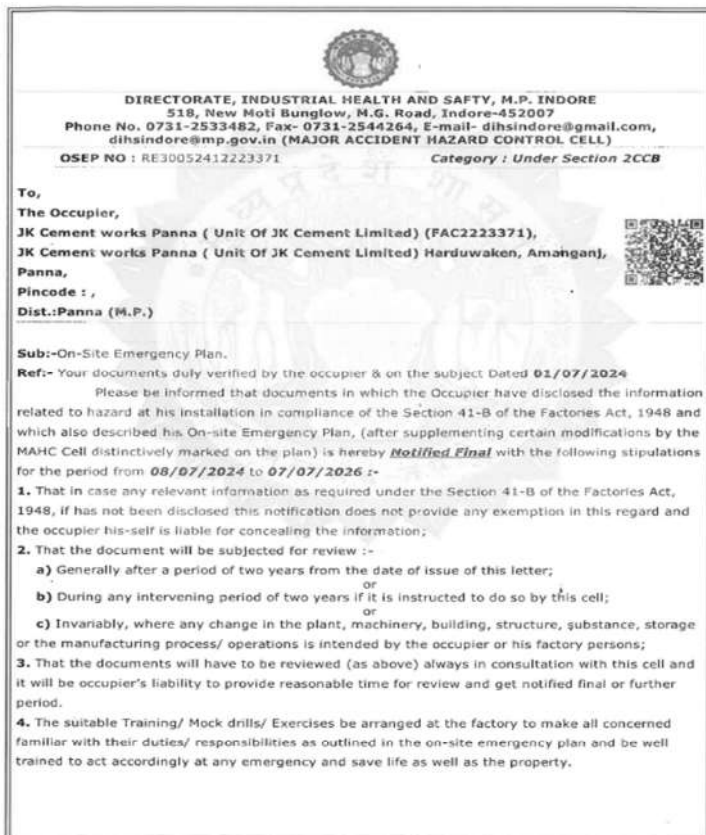 DIRECTORATE, INDUSTRIAL HEALTH AND SAFTY, M.P. INDORE
518, New Moti Bunglow, M.G. Road, Indore-452007
Phone No. 0731-2533482, Fax- 0731-2544264, E-mail- dihsindore@gmail.com,
dihsindore@mp.gov.in (MAJOR ACCIDENT HAZARD CONTROL CELL)
OSEP NO : RE30052412223371 Category : Under Section 2CCB
To,
The Occupier,
JK Cement works Panna ( Unit Of JK Cement Limited) (FAC2223371),
JK Cement works Panna ( Unit Of JK Cement Limited) Harduwaken, Amanganj,
Panna,
Pincode : ,
Dist.:Panna (M.P.)
Sub:-On-Site Emergency Plan.
Ref:- Your documents duly verified by the occupier & on the subject Dated 01/07/2024
Please be informed that documents in which the Occupier have disclosed the information
related to hazard at his installation in compliance of the Section 41-B of the Factories Act, 1948 and
which also described his On-site Emergency Plan, (after supplementing certain modifications by the
MAHC Cell distinctively marked on the plan) is hereby Notified Final with the following stipulations
for the period from 08/07/2024 to 07/07/2026 :-
1. That in case any relevant information as required under the Section 41-B of the Factories Act,
1948, if has not been disclosed this notification does not provide any exemption in this regard and
the occupier his-self is liable for concealing the information;
2. That the document will be subjected for review :-
a) Generally after a period of two years from the date of issue of this letter;
or
b) During any intervening period of two years if it is instructed to do so by this cell;
or
c) Invariably, where any change in the plant, machinery, building, structure, substance, storage
or the manufacturing process/ operations is intended by the occupier or his factory persons;
3. That the documents will have to be reviewed (as above) always in consultation with this cell and
it will be occupier's liability to provide reasonable time for review and get notified final or further
period.
4. The suitable Training/ Mock drills/ Exercises be arranged at the factory to make all concerned
familiar with their duties/ responsibilities as outlined in the on-site emergency plan and be well
trained to act accordingly at any emergency and save life as well as the property.